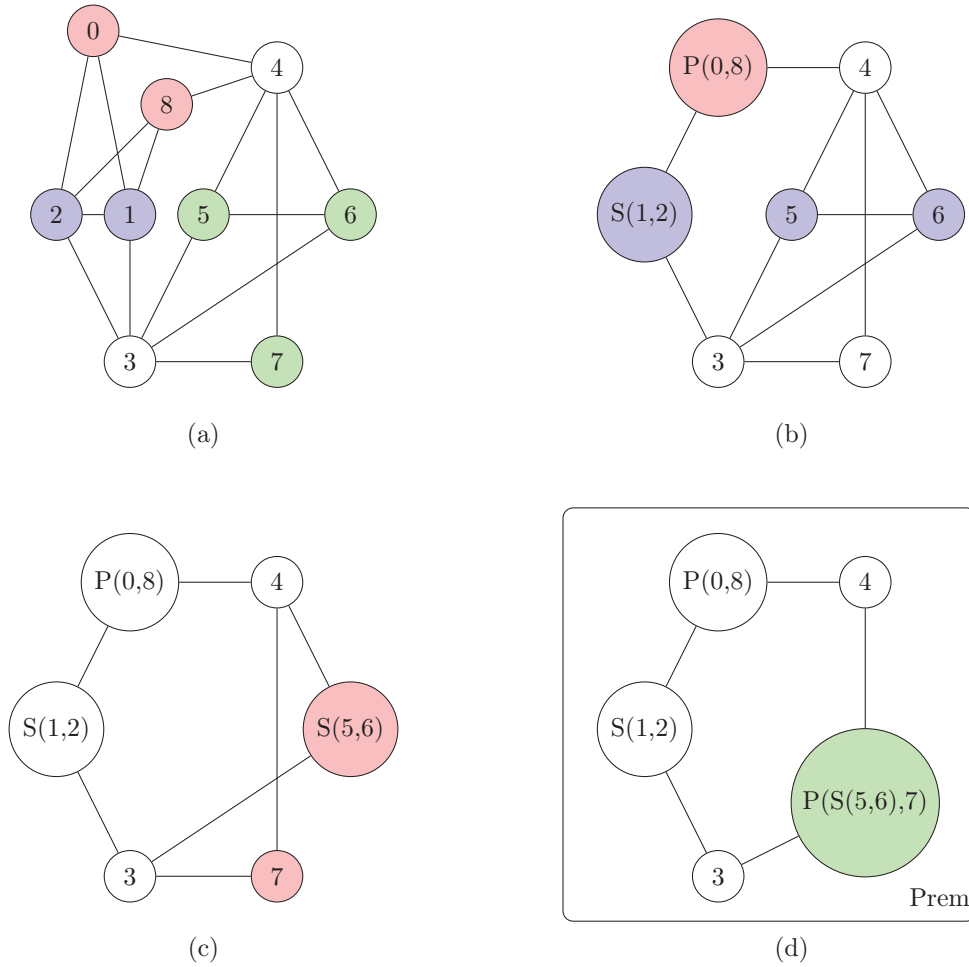 0
4
8
2
1
5
6
3
7
(a)
P(0,8)
4
S(1,2)
5
6
3
7
(b)
P(0,8)
4
S(1,2)
S(5,6)
3
7
(c)
P(0,8)
4
S(1,2)
P(S(5,6),7)
3
Prem
(d)